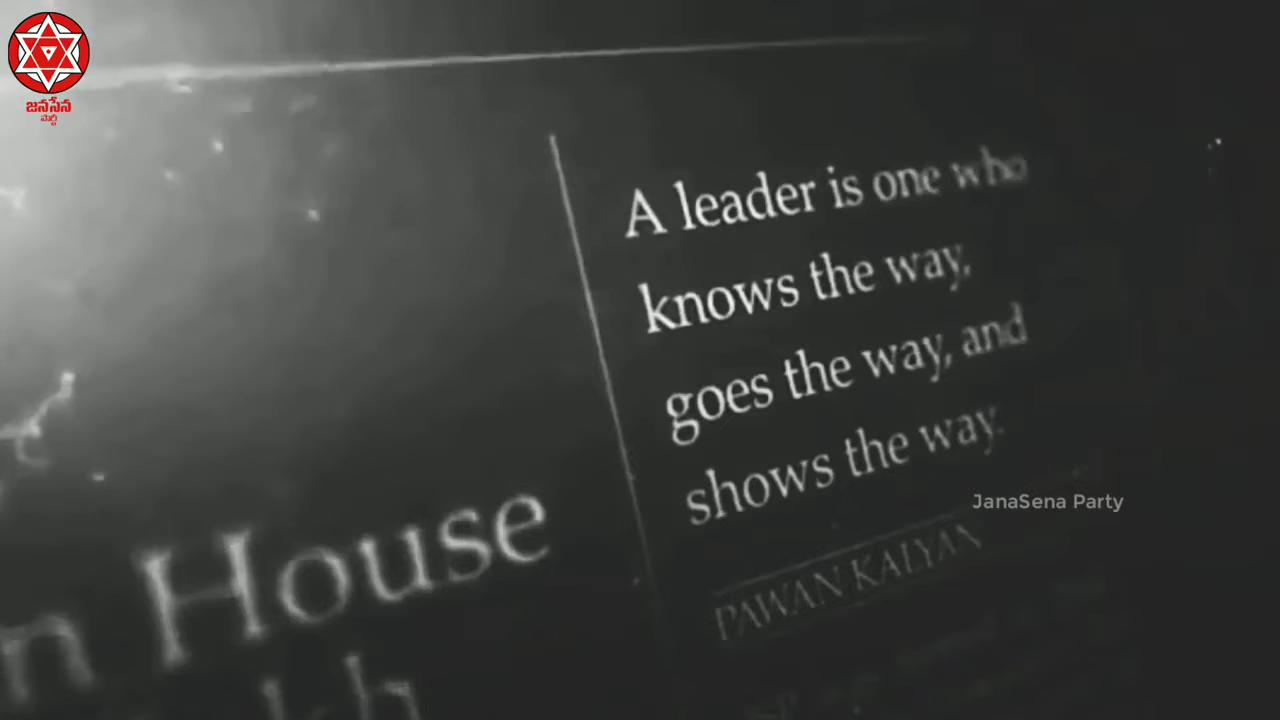 జనసేన
పార్టీ
A leader is one who
knows the way,
goes the way, and
shows the way.
JanaSena Party
PAWAN KALYAN
House